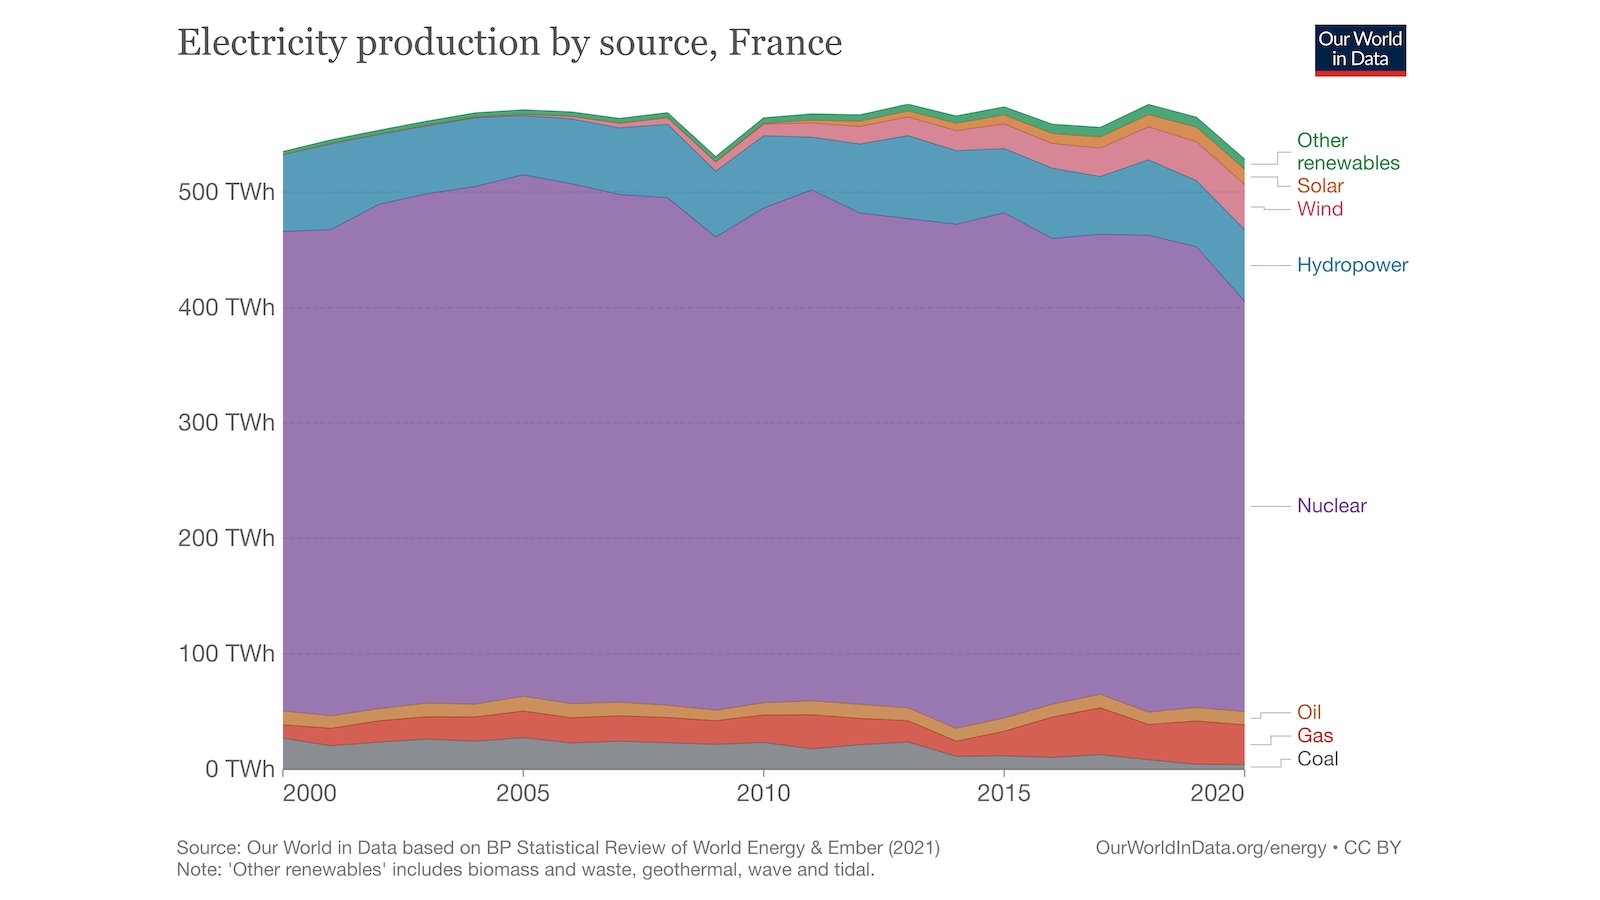 Electricity production by source, France
Our World
in Data
Other
renewables
500 TWh
Solar
Wind
Hydropower
400 TWh
300 TWh
Nuclear
200 TWh
100 TWh
Oil
Gas
Coal
0 TWh
2000
2005
2010
2015
2020
Source: Our World in Data based on BP Statistical Review of World Energy & Ember (2021)
OurWorldInData.org/energy • CC BY
Note: 'Other renewables' includes biomass and waste, geothermal, wave and tidal.